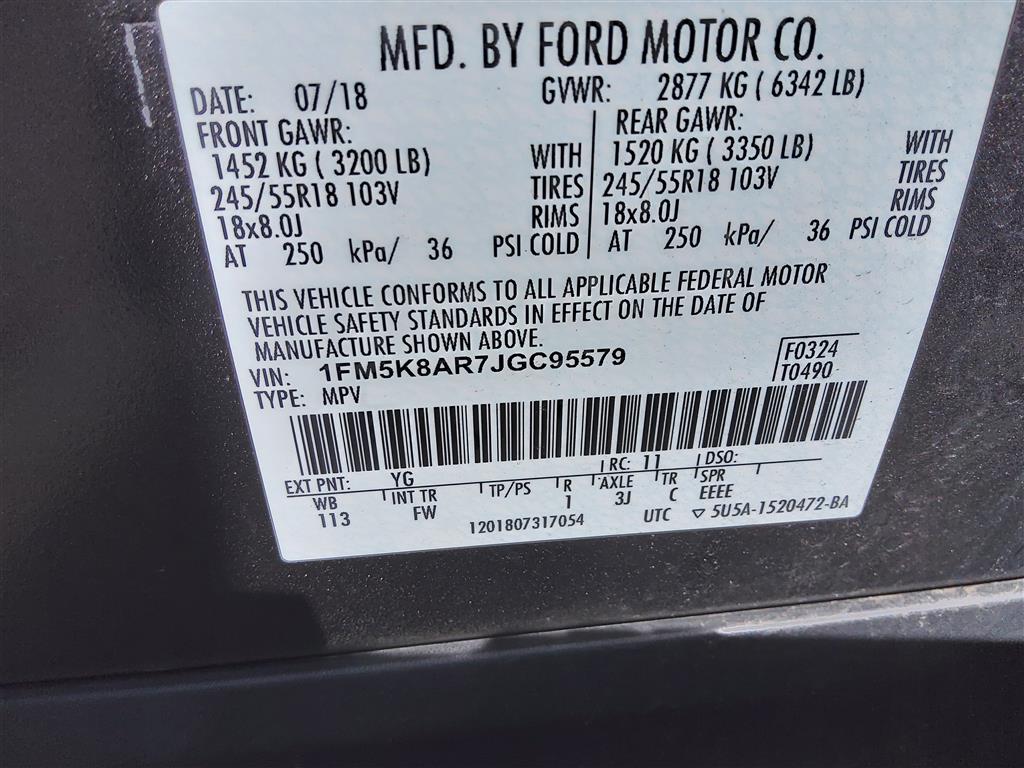 MFD. BY FORD MOTOR CO.
DATE: 07/18 GVWR: 2877 KG ( 6342 LB)
FRONT GAWR: REAR GAWR:
1452 KG ( 3200 LB) WITH 1520 KG ( 3350 LB) WITH
245/55R18 103V TIRES 245/55R18 103V TIRES
18x8.0J RIMS 18x8.0J RIMS
AT 250 kPa/ 36 PSI COLD AT 250 kPa/ 36 PSI COLD
THIS VEHICLE CONFORMS TO ALL APPLICABLE FEDERAL MOTOR
VEHICLE SAFETY STANDARDS IN EFFECT ON THE DATE OF
MANUFACTURE SHOWN ABOVE.
VIN: 1FM5K8AR7JGC95579 F0324
TYPE: MPV T0490
EXT PNT: YG RC: 11 DSO:
WB INT TR TP/PS R AXLE TR SPR
113 FW 1 3J C EEEE
1201807317054 UTC ▽ 5U5A-1520472-BA